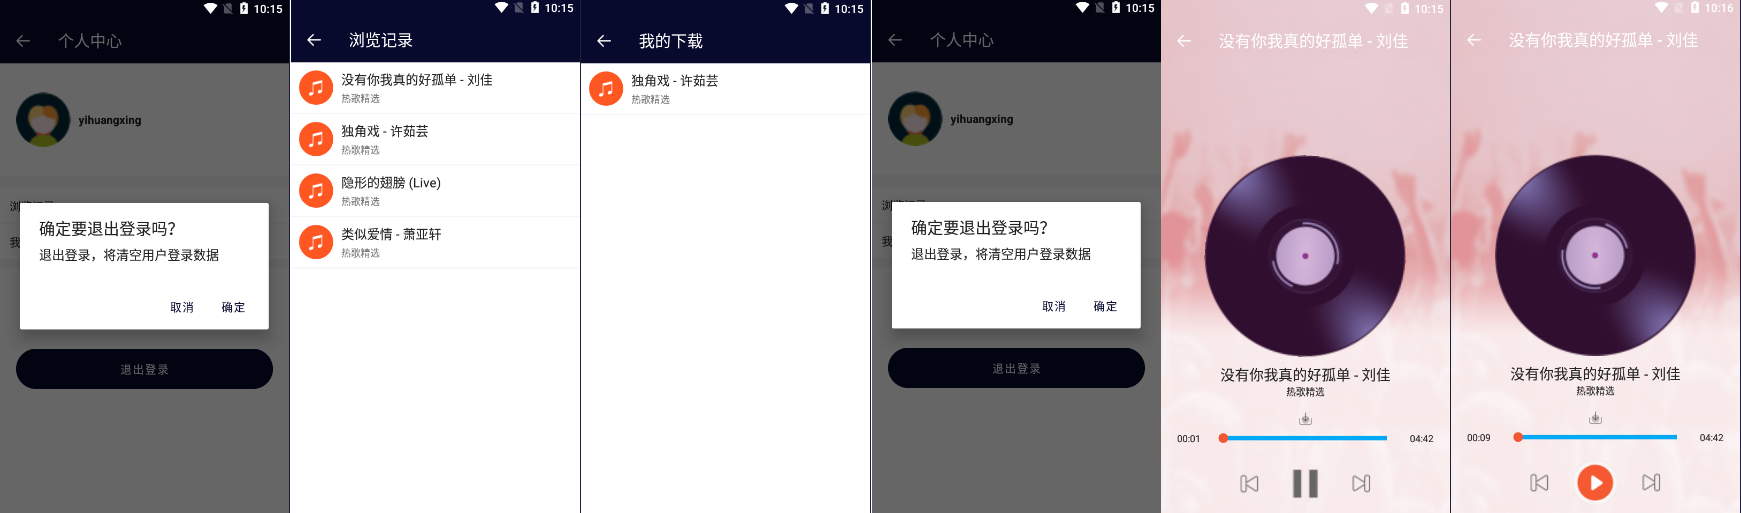 10:15
个人中心
yihuangxing
确定要退出登录吗?
退出登录，将清空用户登录数据
取消 确定
退出登录
10:15
浏览记录
没有你我真的好孤单 - 刘佳
热歌精选
独角戏 - 许茹芸
热歌精选
隐形的翅膀 (Live)
热歌精选
类似爱情 - 萧亚轩
热歌精选
10:15
我的下载
独角戏 - 许茹芸
热歌精选
10:15
个人中心
yihuangxing
确定要退出登录吗?
退出登录，将清空用户登录数据
取消 确定
退出登录
10:15
没有你我真的好孤单 - 刘佳
没有你我真的好孤单 - 刘佳
热歌精选
00:01 04:42
10:16
没有你我真的好孤单 - 刘佳
没有你我真的好孤单 - 刘佳
热歌精选
00:09 04:42